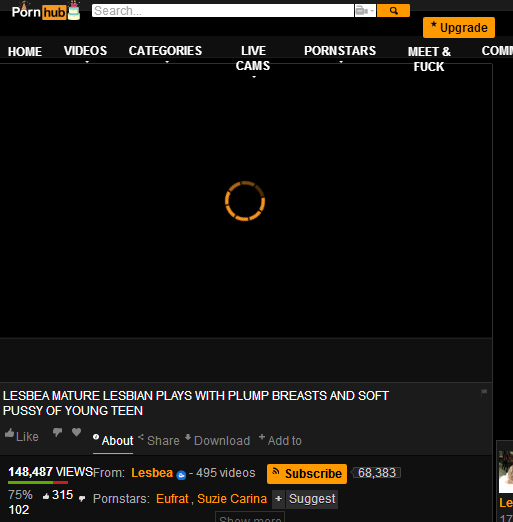 Porn hub
Search...
★ Upgrade
HOME VIDEOS CATEGORIES LIVE CAMS PORNSTARS MEET & FUCK COMM
LESBEA MATURE LESBIAN PLAYS WITH PLUMP BREASTS AND SOFT
PUSSY OF YOUNG TEEN
Like About Share Download Add to
148,487 VIEWS From: Lesbea - 495 videos Subscribe 68,383
75% 315
102 Pornstars: Eufrat , Suzie Carina + Suggest
Show more
Le
17